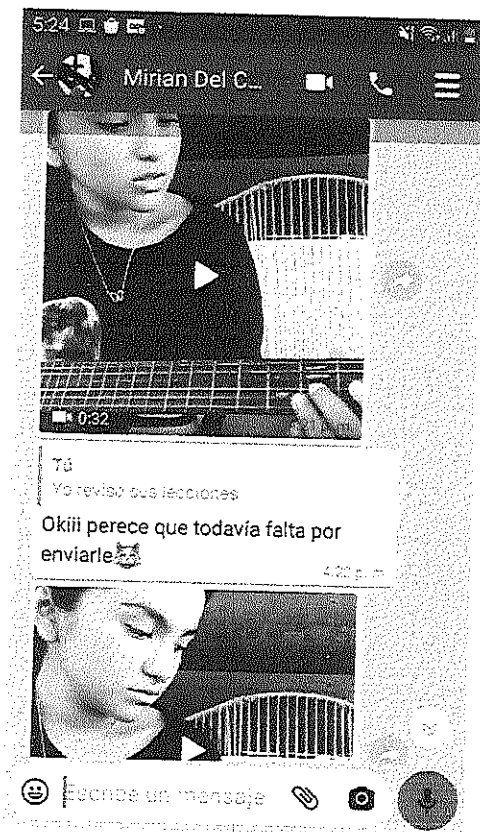 5:24
Mirian Del C...
0:32
Tú
Yo reviso sus lecciones
Okiii perece que todavía falta por
enviarle😹
4:22 p. m.
Escribe un mensaje